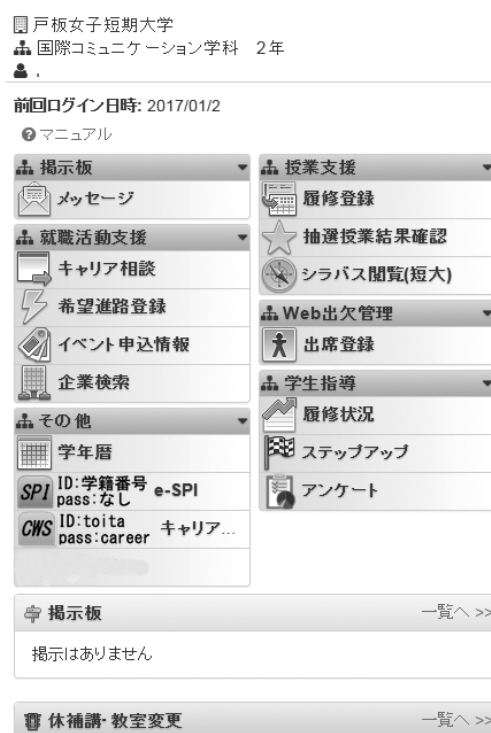 戸板女子短期大学
国際コミュニケーション学科 2年
.
前回ログイン日時: 2017/01/2
マニュアル
掲示板
メッセージ
就職活動支援
キャリア相談
希望進路登録
イベント申込情報
企業検索
その他
学年暦
SPI ID:学籍番号 e-SPI
pass:なし
CWS ID:toita キャリア...
pass:career
授業支援
履修登録
抽選授業結果確認
シラバス閲覧(短大)
Web出欠管理
出席登録
学生指導
履修状況
ステップアップ
アンケート
掲示板 一覧へ >>
掲示はありません
休補講・教室変更 一覧へ >>